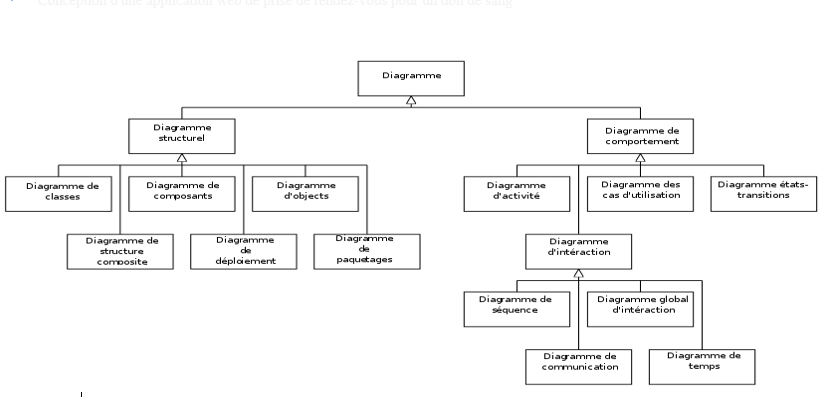 Conception d'une application web de prise de rendez-vous pour un don de sang
Diagramme
Diagramme
structurel
Diagramme de
comportement
Diagramme de
classes
Diagramme de
composants
Diagramme
d'objects
Diagramme
d'activité
Diagramme des
cas d'utilisation
Diagramme états-
transitions
Diagramme de
structure
composite
Diagramme
de
déploiement
Diagramme
de
paquetages
Diagramme
d'intéraction
Diagramme de
séquence
Diagramme global
d'intéraction
Diagramme de
communication
Diagramme de
temps